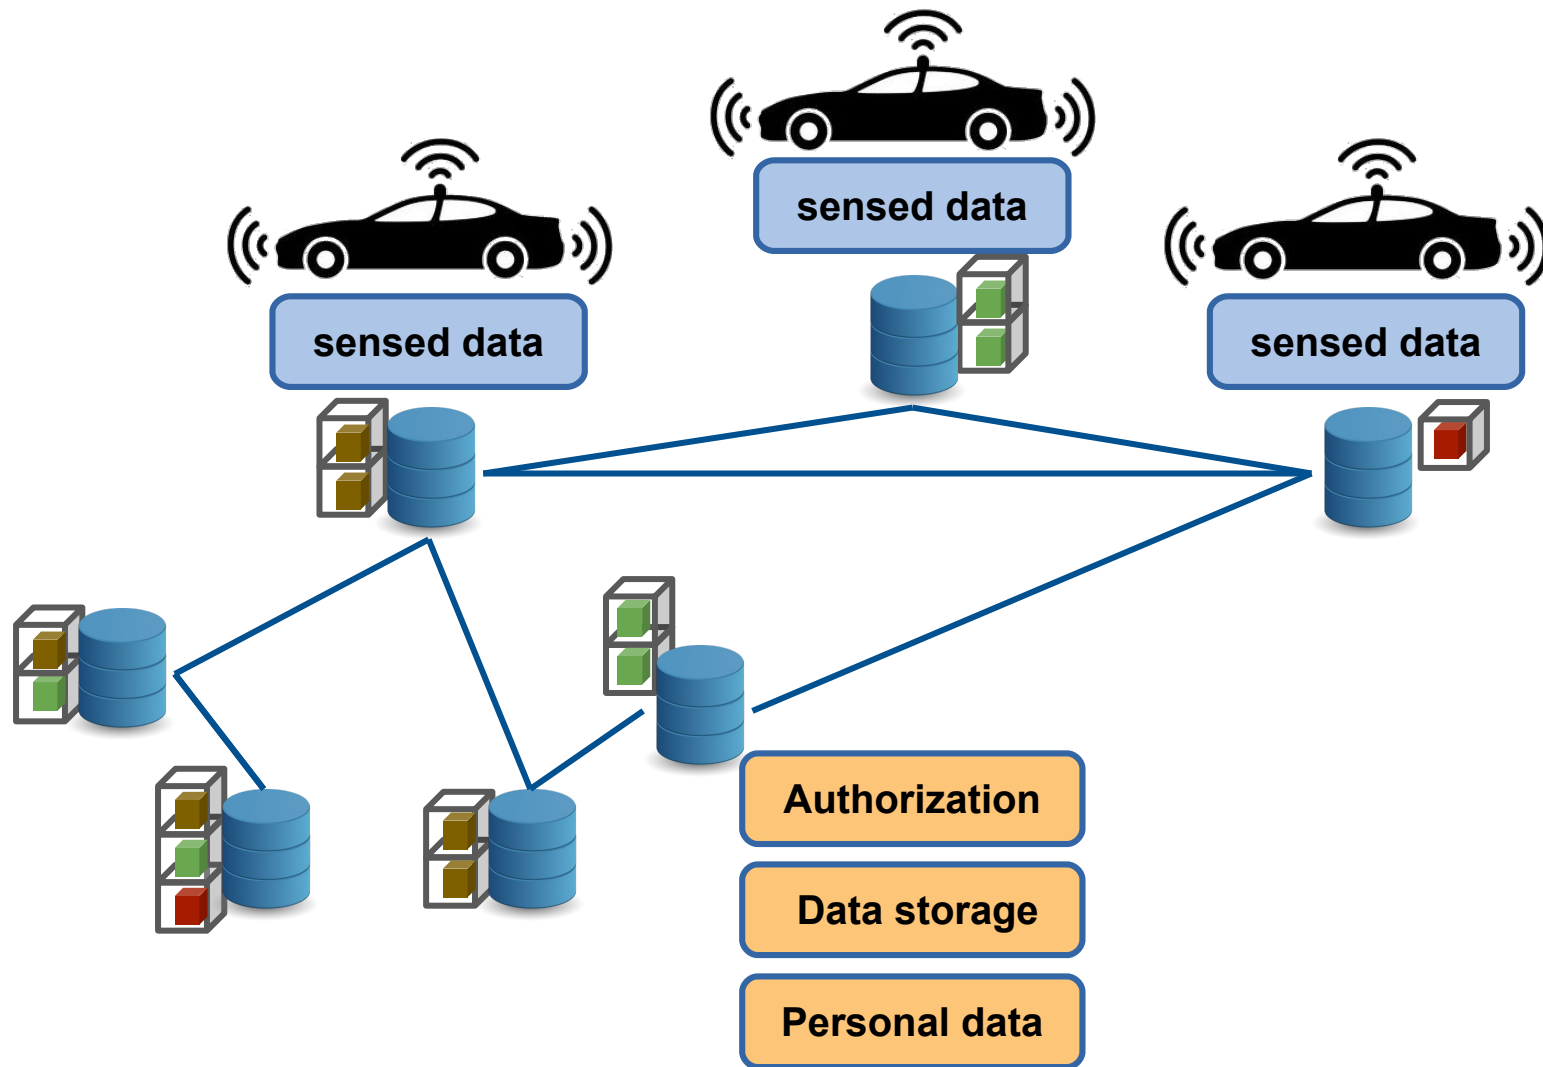 sensed data
sensed data
sensed data
Authorization
Data storage
Personal data